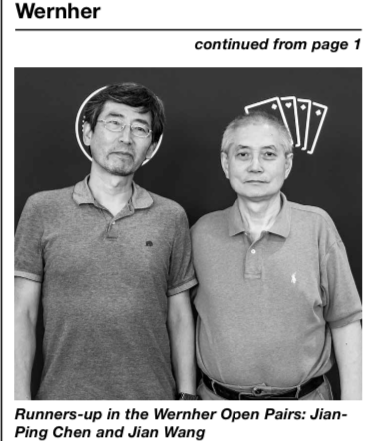 Wernher
continued from page 1
Runners-up in the Wernher Open Pairs: Jian-
Ping Chen and Jian Wang